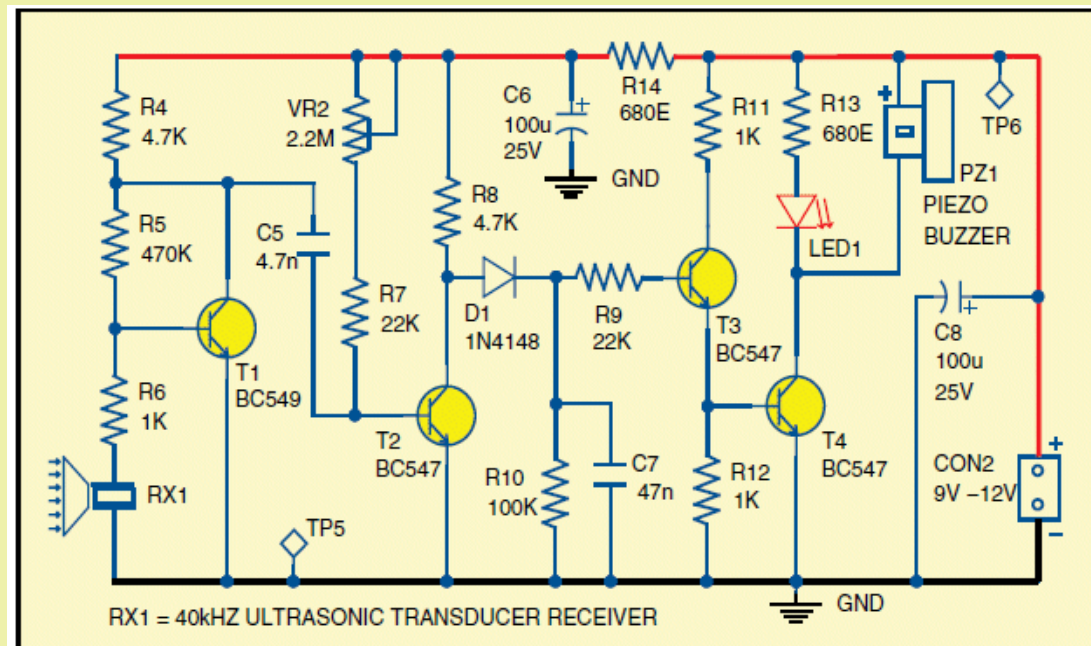 R4
4.7K
VR2
2.2M
C6
100u
25V
GND
R14
680E
R11
1K
R13
680E
+
PZ1
PIEZO
BUZZER
TP6
R5
470K
C5
4.7n
R8
4.7K
LED1
R7
22K
D1
1N4148
R9
22K
T3
BC547
+
C8
100u
25V
T1
BC549
R6
1K
T2
BC547
T4
BC547
RX1
R10
100K
C7
47n
R12
1K
CON2
9V –12V
+
–
TP5
GND
RX1 = 40kHZ ULTRASONIC TRANSDUCER RECEIVER
+